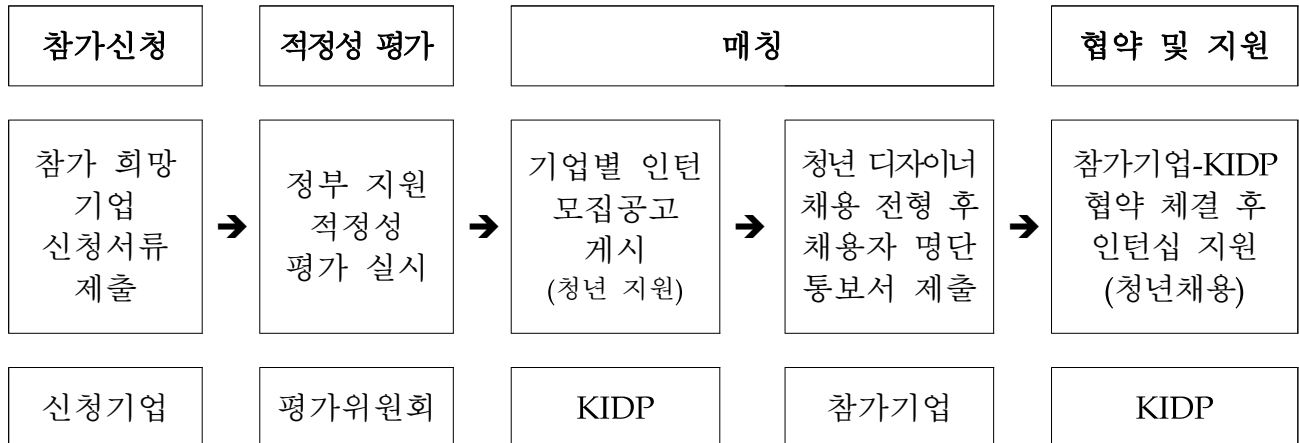 참가신청
적정성 평가
매칭
협약 및 지원
참가 희망
기업
신청서류
제출
➔
정부 지원
적정성
평가 실시
➔
기업별 인턴
모집공고
게시
(청년 지원)
➔
청년 디자이너
채용 전형 후
채용자 명단
통보서 제출
➔
참가기업-KIDP
협약 체결 후
인턴십 지원
(청년채용)
신청기업
평가위원회
KIDP
참가기업
KIDP